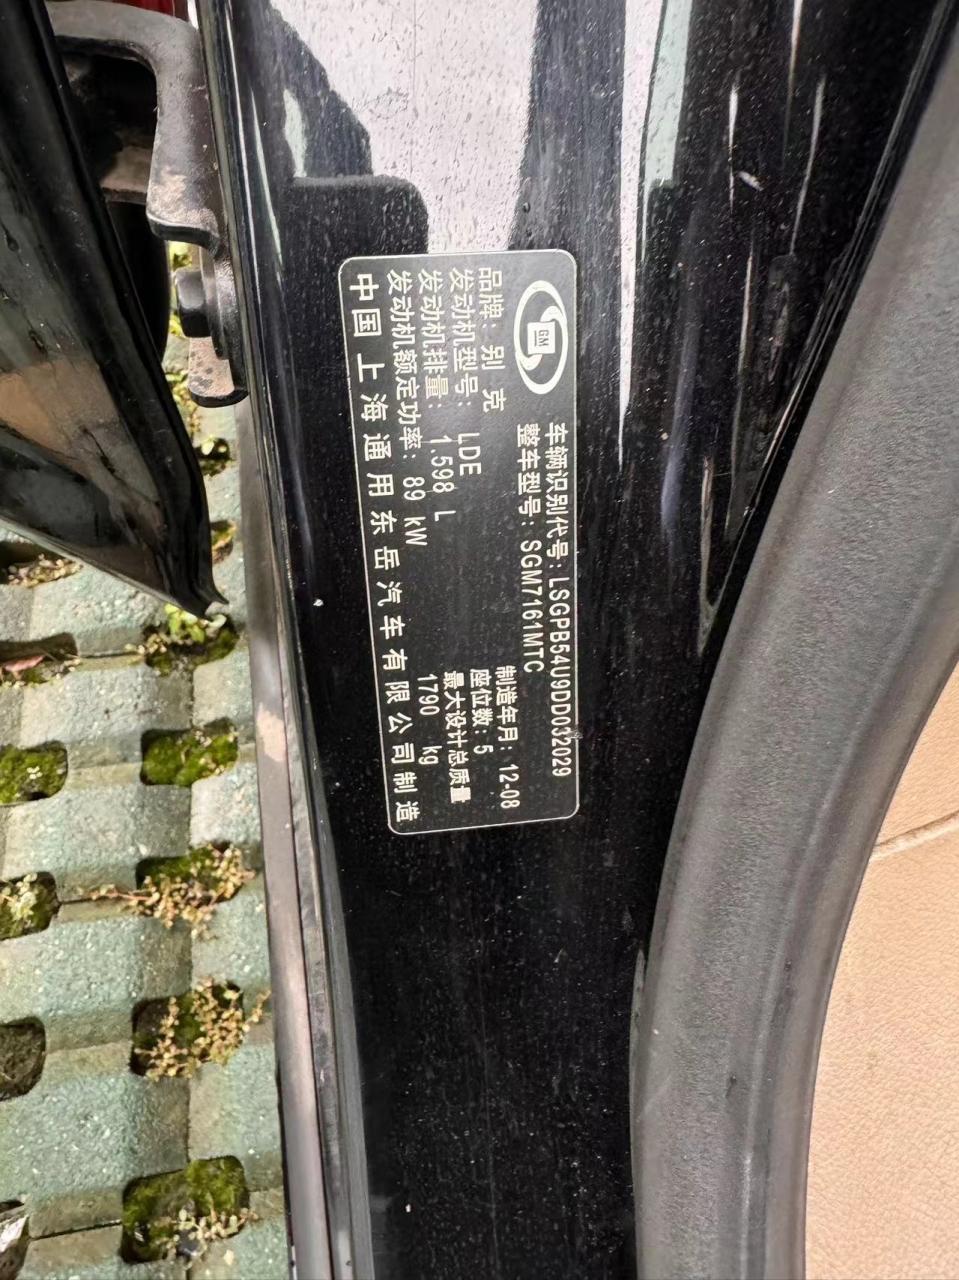 GM
车辆识别代号: LSGPB54U9DD032029
整车型号: SGM7161MTC
品牌: 别克
制造年月: 12-08
发动机型号: LDE
座位数: 5
发动机排量: 1.598 L
最大设计总质量
发动机额定功率: 89 kW
1790 kg
中国上海通用东岳汽车有限公司制造